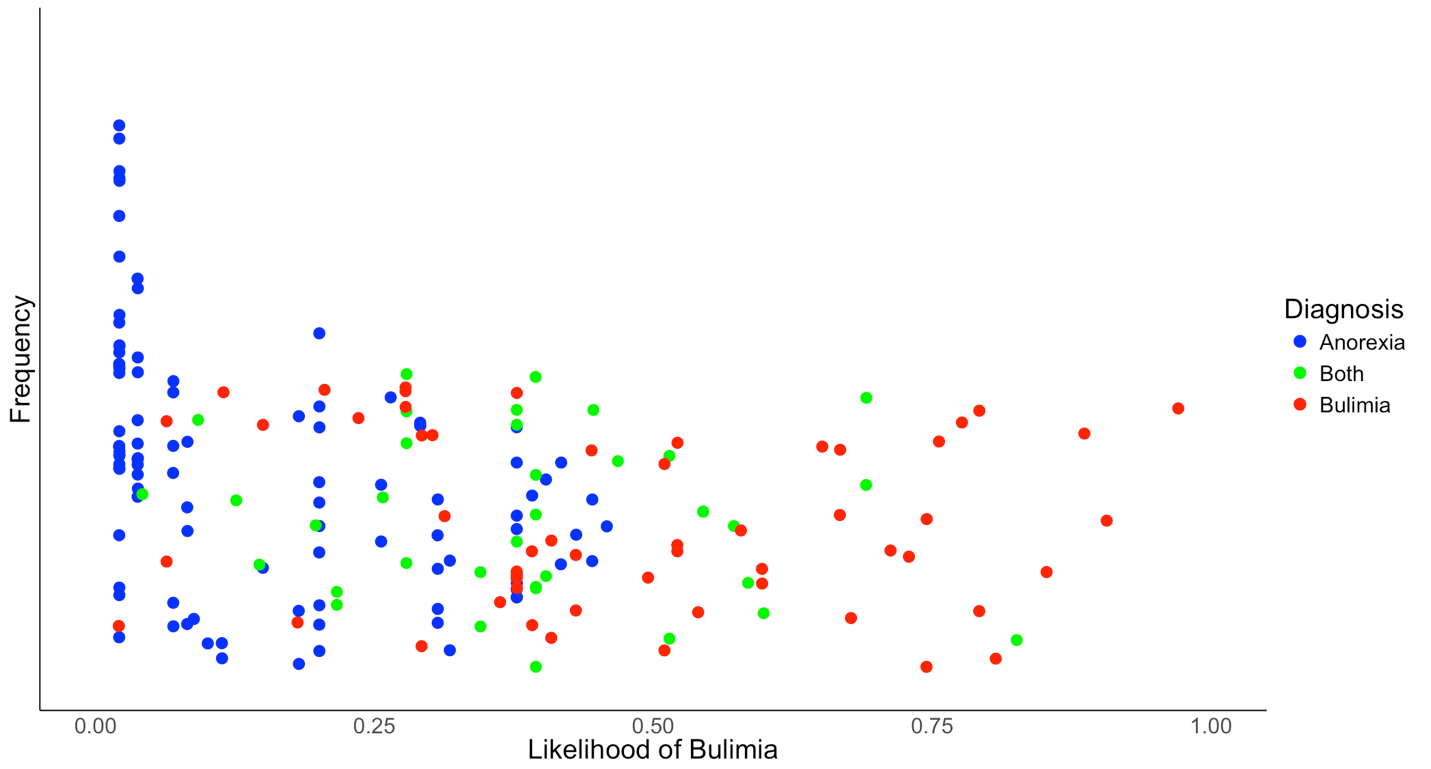 Frequency
0.00 0.25 0.50 0.75 1.00
Likelihood of Bulimia
Diagnosis
Anorexia
Both
Bulimia